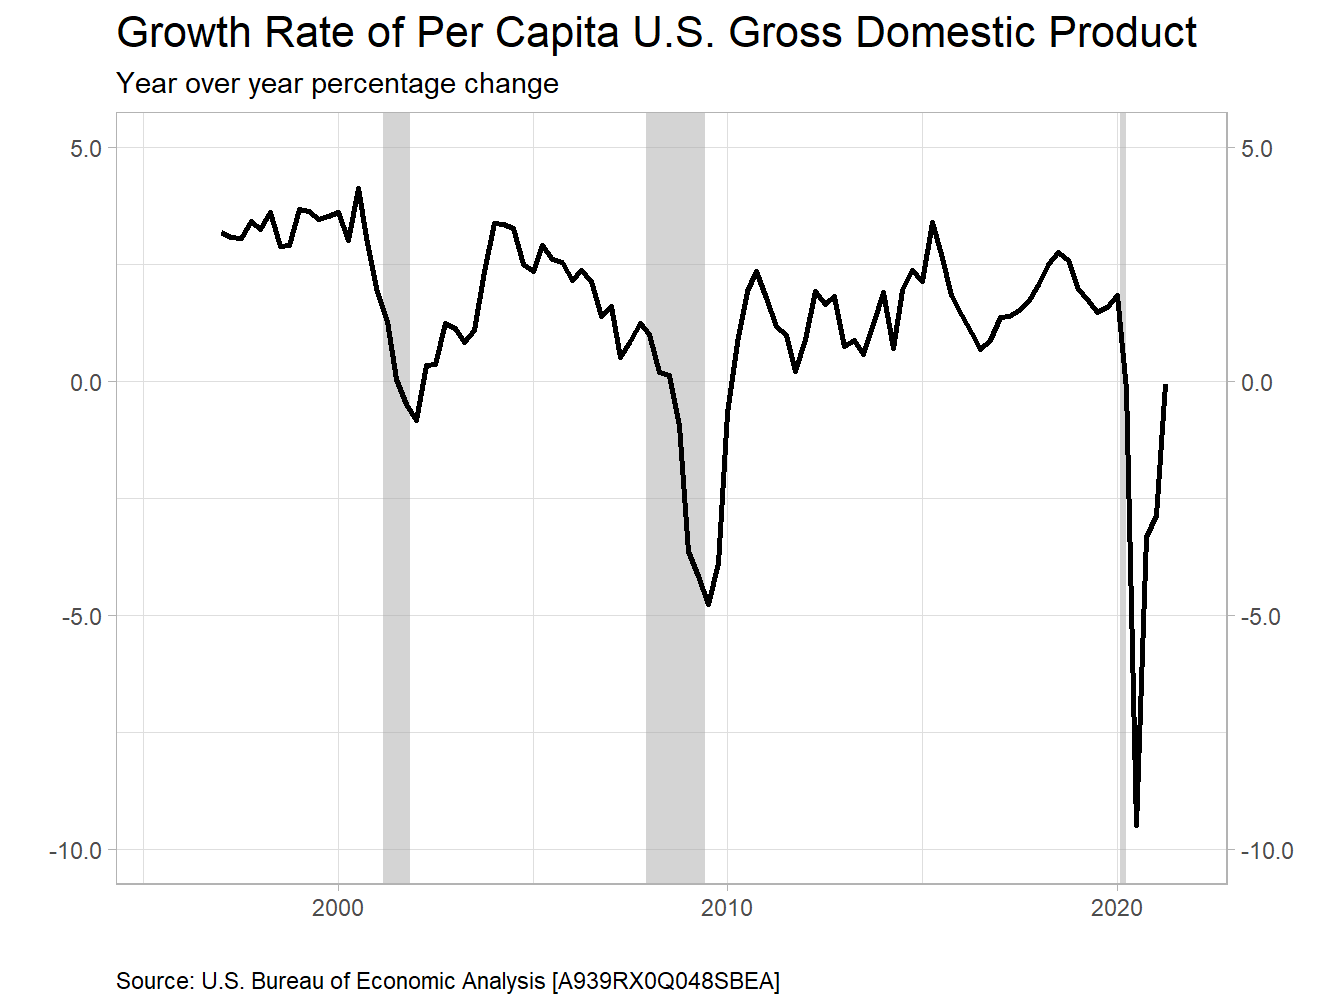 Growth Rate of Per Capita U.S. Gross Domestic Product
Year over year percentage change
5.0 5.0
0.0 0.0
-5.0 -5.0
-10.0 -10.0
2000 2010 2020
Source: U.S. Bureau of Economic Analysis [A939RX0Q048SBEA]